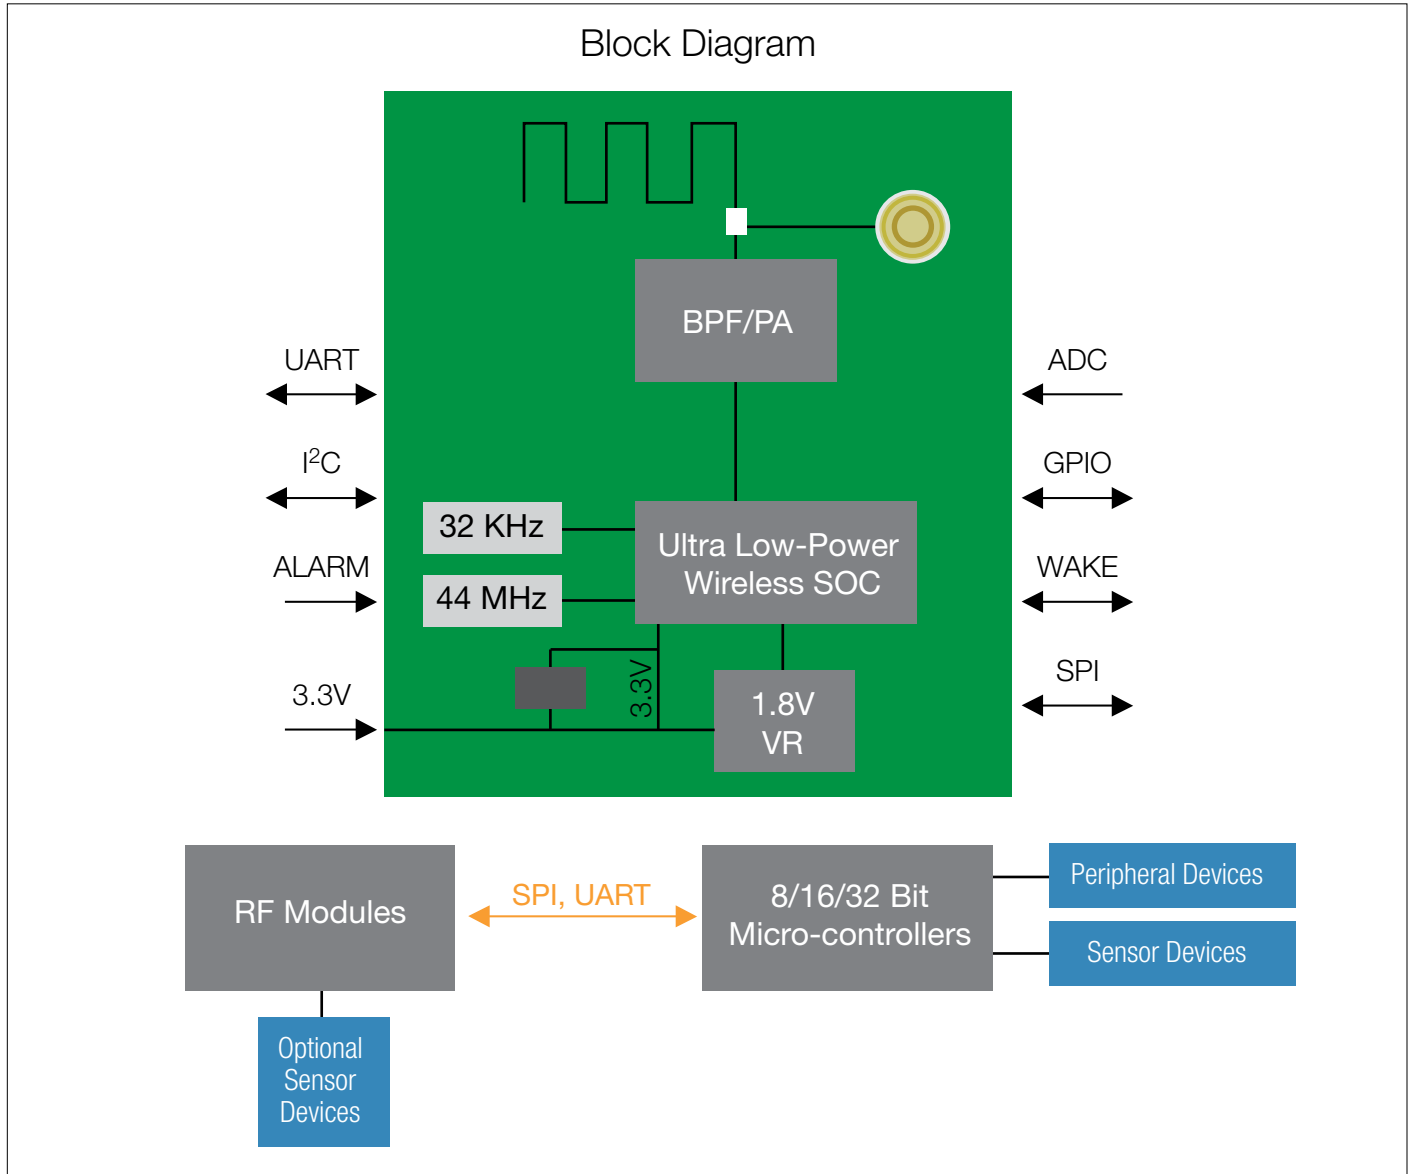 Block Diagram
BPF/PA
UART
ADC
I²C
GPIO
32 KHz
Ultra Low-Power
Wireless SOC
ALARM
44 MHz
WAKE
3.3V
3.3V
1.8V
VR
SPI
RF Modules
SPI, UART
8/16/32 Bit
Micro-controllers
Peripheral Devices
Sensor Devices
Optional
Sensor
Devices